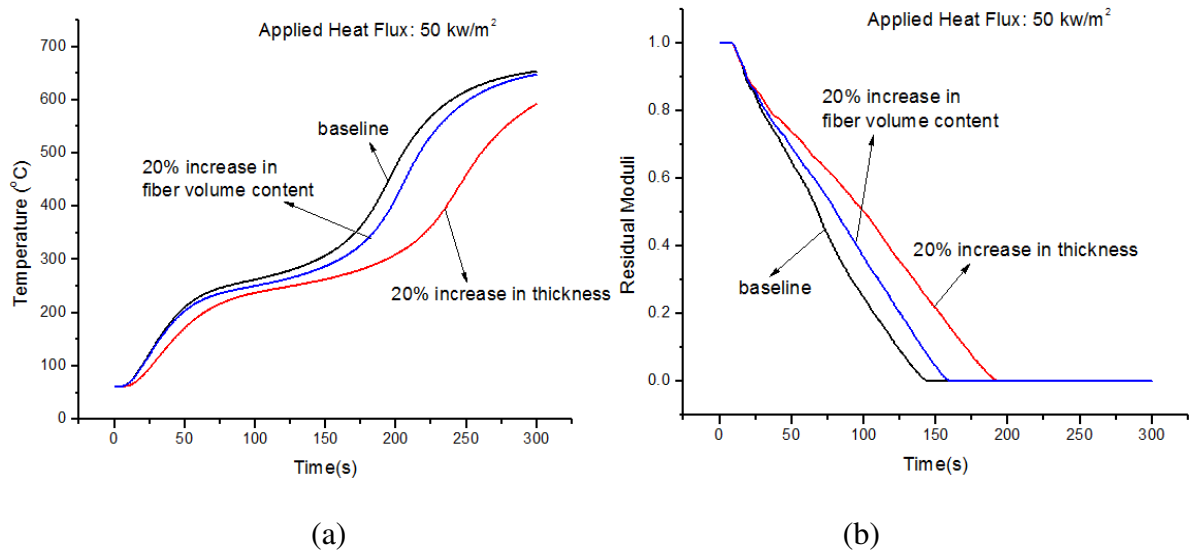 Applied Heat Flux: 50 kw/m²
700
600
500
400
300
200
100
0
Temperature (°C)
baseline
20% increase in
fiber volume content
20% increase in thickness
0
50
100
150
200
250
300
Time(s)
(a)
Applied Heat Flux: 50 kw/m²
1.0
0.8
0.6
0.4
0.2
0.0
Residual Moduli
20% increase in
fiber volume content
20% increase in thickness
baseline
0
50
100
150
200
250
300
Time(s)
(b)